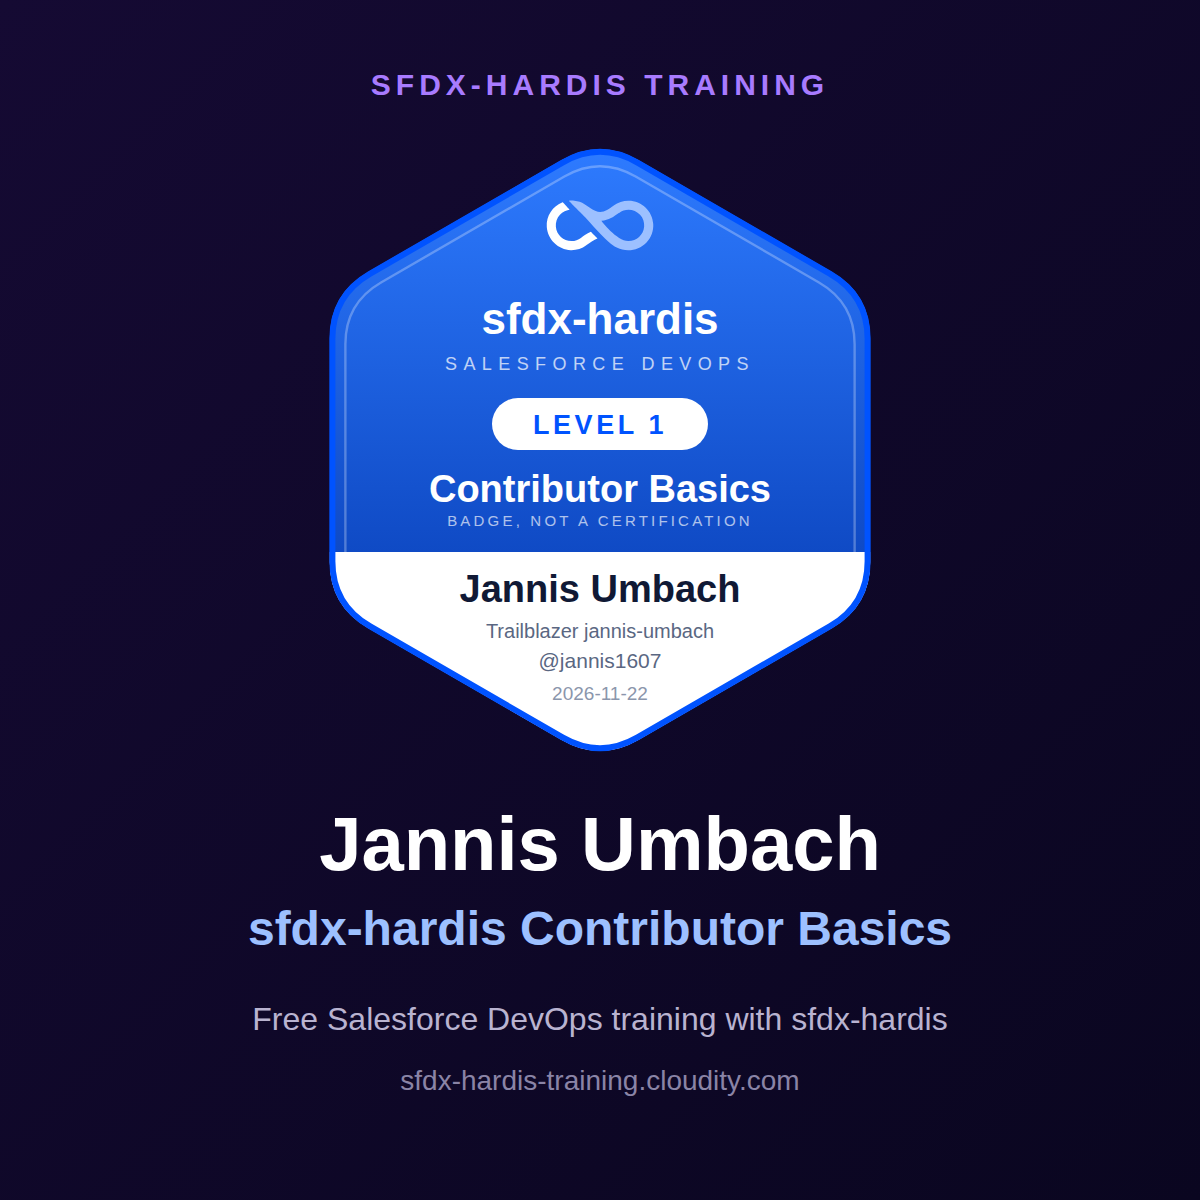 SFDX-HARDIS TRAINING
sfdx-hardis
SALESFORCE DEVOPS
LEVEL 1
Contributor Basics
BADGE, NOT A CERTIFICATION
Jannis Umbach
Trailblazer jannis-umbach
@jannis1607
2026-11-22
Jannis Umbach
sfdx-hardis Contributor Basics
Free Salesforce DevOps training with sfdx-hardis
sfdx-hardis-training.cloudity.com